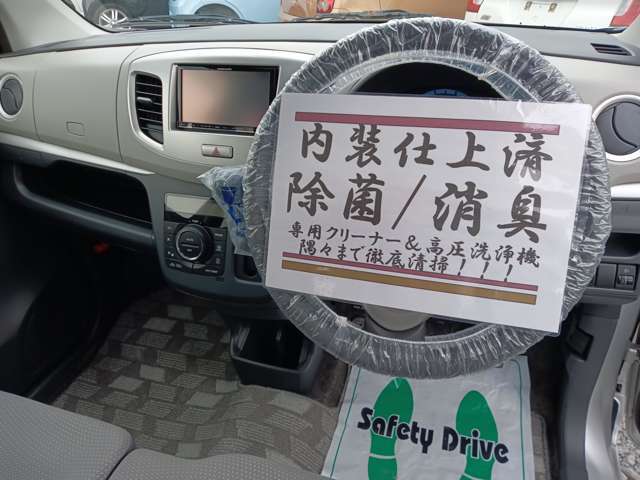 内装仕上済
除菌/消臭
専用クリーナー&高圧洗浄機
隅々まで徹底清掃!!!
Safety Drive